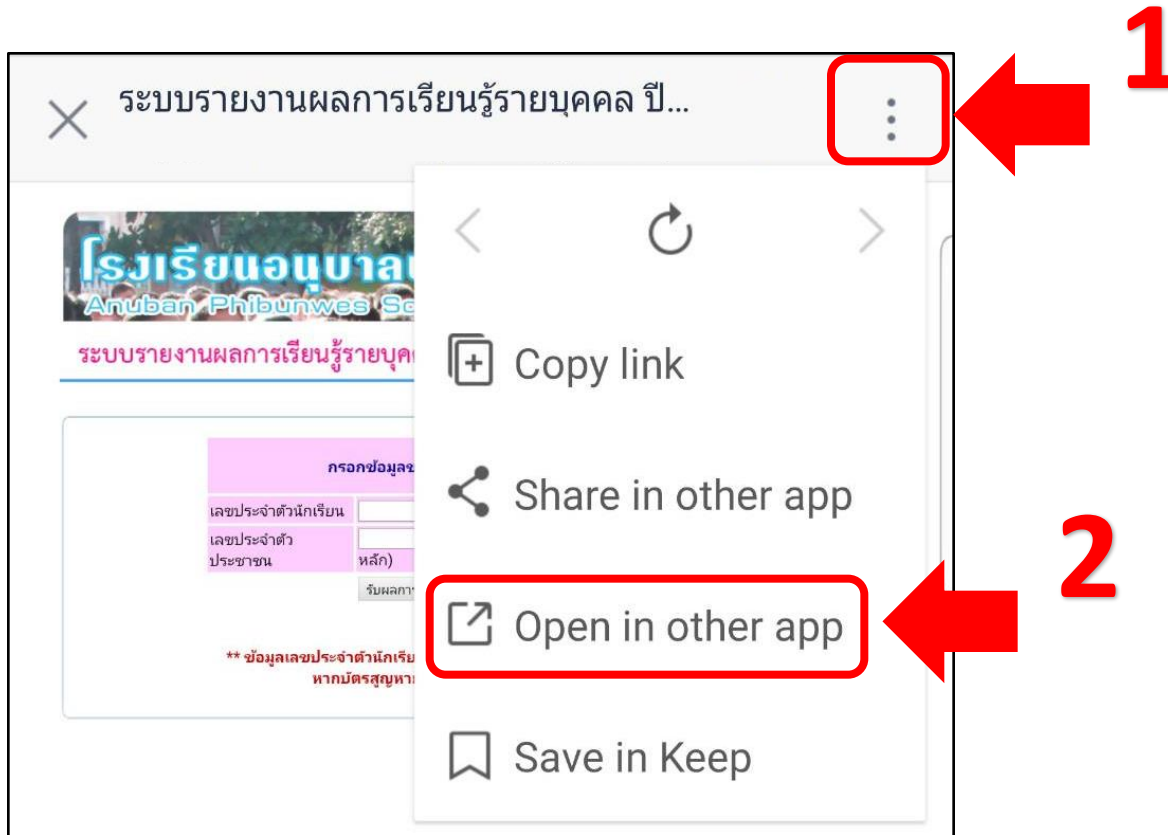 1
ระบบรายงานผลการเรียนรู้รายบุคคล ปี...
โรงเรียนอนุบาล
Anuban Phibunwes
ระบบรายงานผลการเรียนรู้รายบุค
Copy link
กรอกข้อมูล
Share in other app
เลขประจำตัวนักเรียน
เลขประจำตัว
ประชาชน
หลัก)
รับผลกา
2
Open in other app
** ข้อมูลเลขประจำตัวนักเรีย
หากบัตรสูญหา
Save in Keep